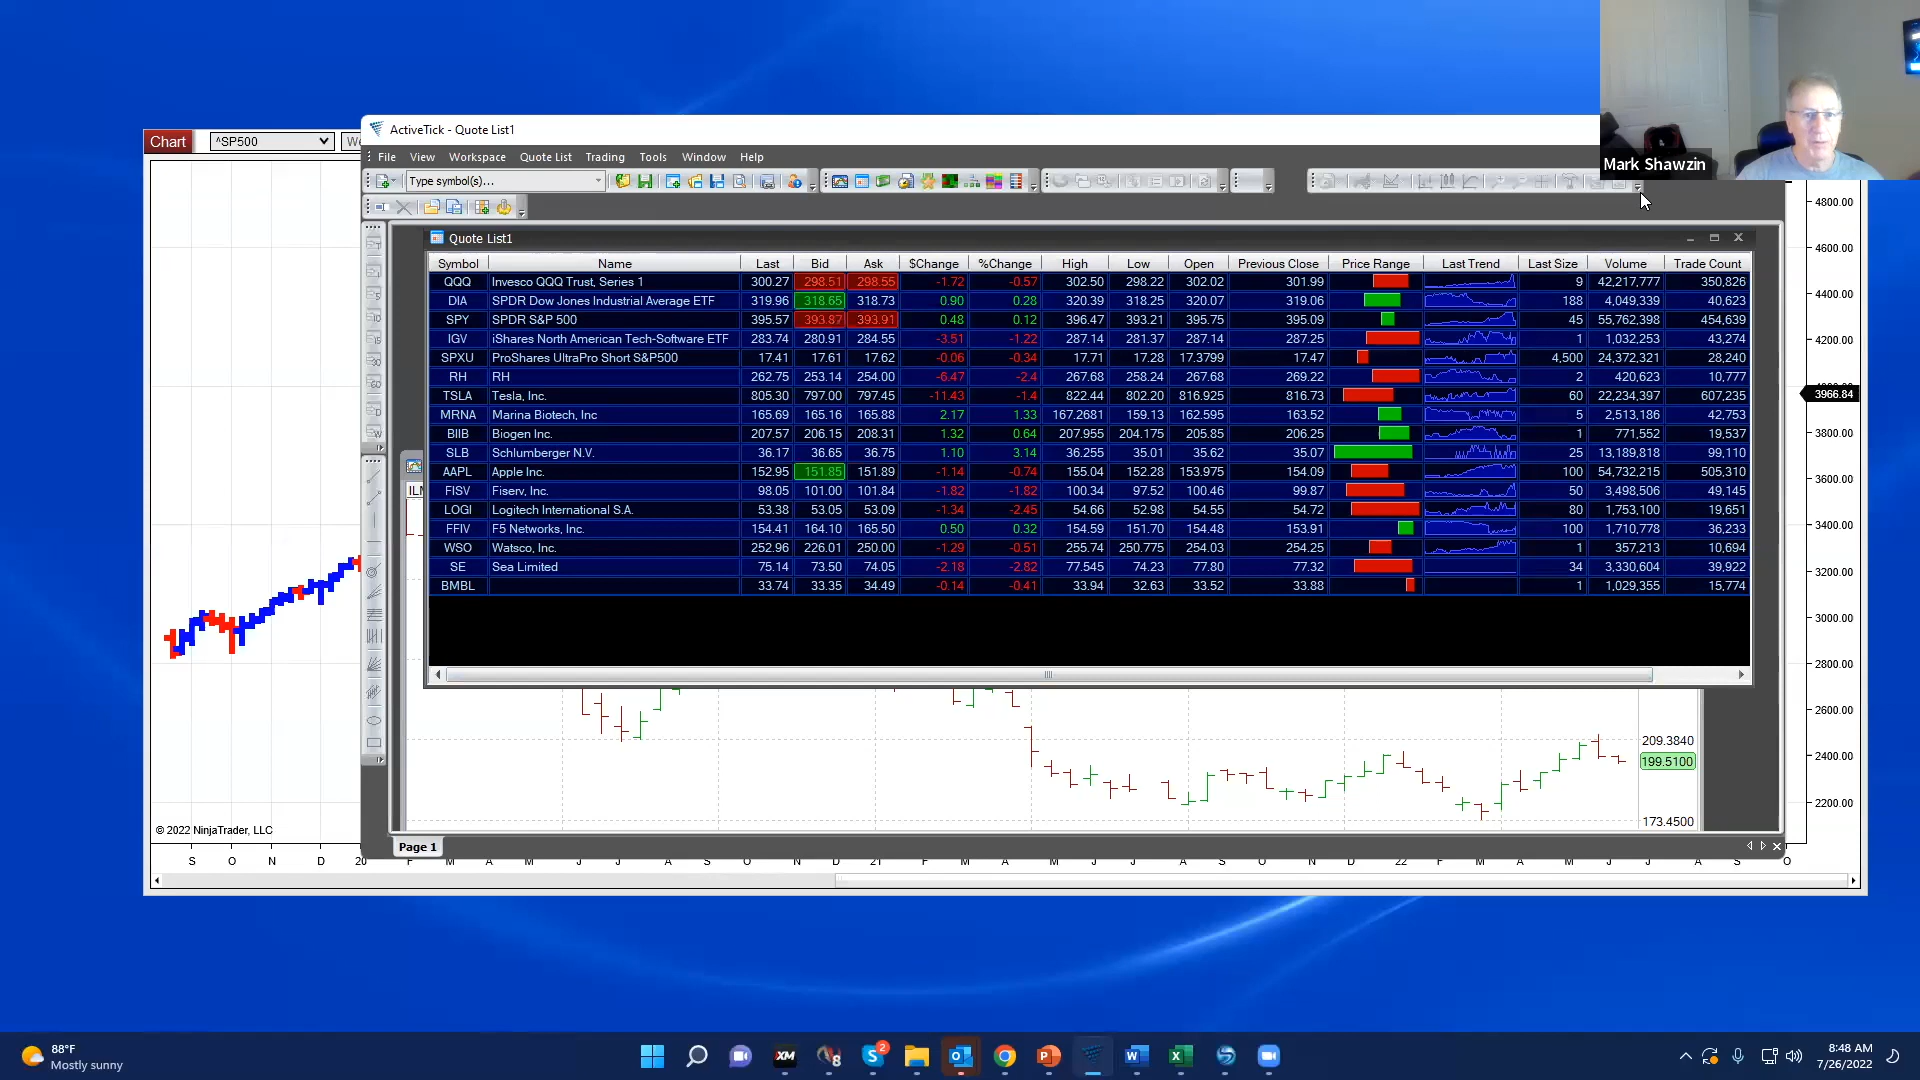 Mark Shawzin
Chart ^SP500
ActiveTick - Quote List1
File View Workspace Quote List Trading Tools Window Help
Type symbol(s)...
Quote List1
Symbol Name Last Bid Ask $Change %Change High Low Open Previous Close Price Range Last Trend Last Size Volume Trade Count
QQQ Invesco QQQ Trust, Series 1 300.27 298.51 298.55 -1.72 -0.57 302.50 298.22 302.02 301.99 9 42,217,777 350,826
DIA SPDR Dow Jones Industrial Average ETF 319.96 318.65 318.73 0.90 0.28 320.39 318.25 320.07 319.06 188 4,049,339 40,623
SPY SPDR S&P 500 395.57 393.87 393.91 0.48 0.12 396.47 393.21 395.75 395.09 45 55,762,398 454,639
IGV iShares North American Tech-Software ETF 283.74 280.91 284.55 -3.51 -1.22 287.14 281.37 287.14 287.25 1 1,032,253 43,274
SPXU ProShares UltraPro Short S&P500 17.41 17.61 17.62 -0.06 -0.34 17.71 17.28 17.3799 17.47 4,500 24,372,321 28,240
RH RH 262.75 253.14 254.00 -6.47 -2.4 267.68 258.24 267.68 269.22 2 420,623 10,777
TSLA Tesla, Inc. 805.30 797.00 797.45 -11.43 -1.4 822.44 802.20 816.925 816.73 60 22,234,397 607,235
MRNA Marina Biotech, Inc 165.69 165.16 165.88 2.17 1.33 167.2681 159.13 162.595 163.52 5 2,513,186 42,753
BIIB Biogen Inc. 207.57 206.15 208.31 1.32 0.64 207.955 204.175 205.85 206.25 1 771,552 19,537
SLB Schlumberger N.V. 36.17 36.65 36.75 1.10 3.14 36.255 35.01 35.62 35.07 25 13,189,818 99,110
AAPL Apple Inc. 152.95 151.85 151.89 -1.14 -0.74 155.04 152.28 153.975 154.09 100 54,732,215 505,310
FISV Fiserv, Inc. 98.05 101.00 101.84 -1.82 -1.82 100.34 97.52 100.46 99.87 50 3,498,506 49,145
LOGI Logitech International S.A. 53.38 53.05 53.09 -1.34 -2.45 54.66 52.98 54.55 54.72 80 1,753,100 19,651
FFIV F5 Networks, Inc. 154.41 164.10 165.50 0.50 0.32 154.59 151.70 154.48 153.91 100 1,710,778 36,233
WSO Watsco, Inc. 252.96 226.01 250.00 -1.29 -0.51 255.74 250.775 254.03 254.25 1 357,213 10,694
SE Sea Limited 75.14 73.50 74.05 -2.18 -2.82 77.545 74.23 77.80 77.32 34 3,330,604 39,922
BMBL 33.74 33.35 34.49 -0.14 -0.41 33.94 32.63 33.52 33.88 1 1,029,355 15,774
4800.00
4600.00
4400.00
4200.00
3966.84
3800.00
3600.00
3400.00
3200.00
3000.00
2800.00
2600.00
2400.00
2200.00
209.3840
199.5100
173.4500
© 2022 NinjaTrader, LLC
Page 1
S O N D 20 F M A M J J A S O N D 21 F M A M J J A S O N D 22 F M A M J J A S O
88°F
Mostly sunny
8:48 AM
7/26/2022